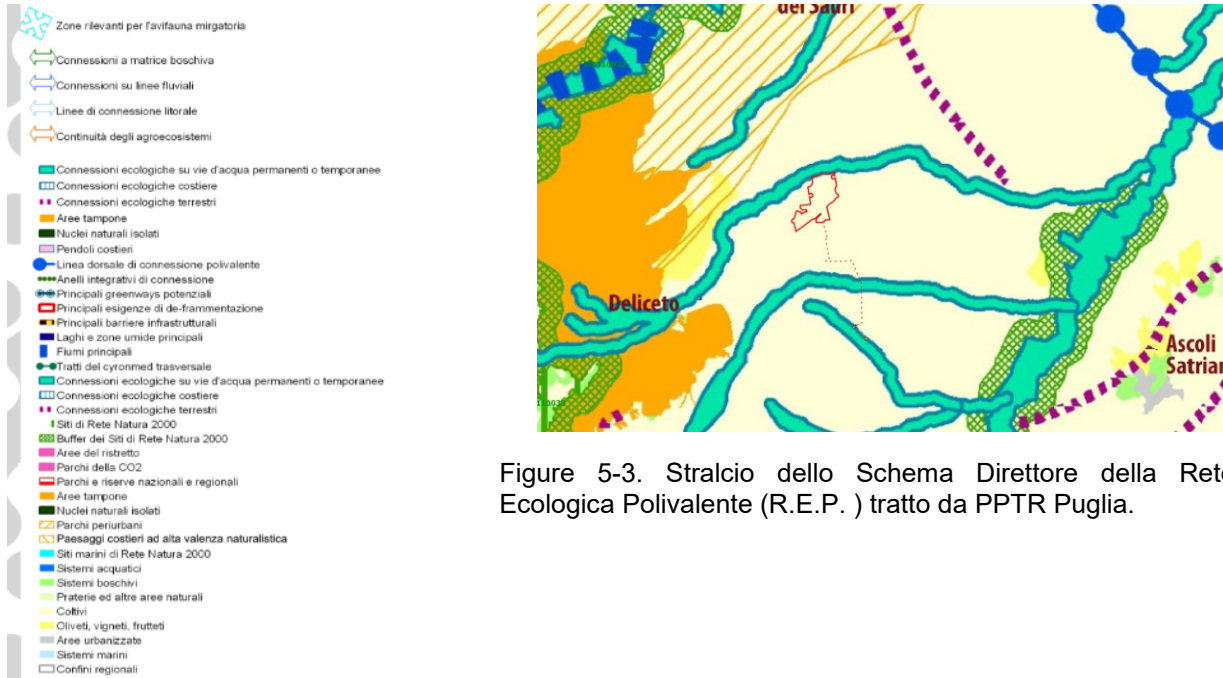 Zone rilevanti per l'avifauna mirgatoria
Connessioni a matrice boschiva
Connessioni su linee fluviali
Linee di connessione litorale
Continuità degli agroecosistemi
Connessioni ecologiche su vie d'acqua permanenti o temporanee
Connessioni ecologiche costiere
Connessioni ecologiche terrestri
Aree tampone
Nuclei naturali isolati
Pendoli costieri
Linea dorsale di connessione polivalente
Anelli integrativi di connessione
Principali greenways potenziali
Principali esigenze di de-frammentazione
Principali barriere infrastrutturali
Laghi e zone umide principali
Fiumi principali
Tratti del cyronmed trasversale
Connessioni ecologiche su vie d'acqua permanenti o temporanee
Connessioni ecologiche costiere
Connessioni ecologiche terrestri
Siti di Rete Natura 2000
Buffer dei Siti di Rete Natura 2000
Aree del ristretto
Parchi della CO2
Parchi e riserve nazionali e regionali
Aree tampone
Nuclei naturali isolati
Parchi periurbani
Paesaggi costieri ad alta valenza naturalistica
Siti marini di Rete Natura 2000
Sistemi acquatici
Sistemi boschivi
Praterie ed altre aree naturali
Coltivi
Oliveti, vigneti, frutteti
Aree urbanizzate
Sistemi marini
Confini regionali
dei Sauri
Deliceto
Ascoli
Satrian
Figure 5-3. Stralcio dello Schema Direttore della Rete
Ecologica Polivalente (R.E.P. ) tratto da PPTR Puglia.